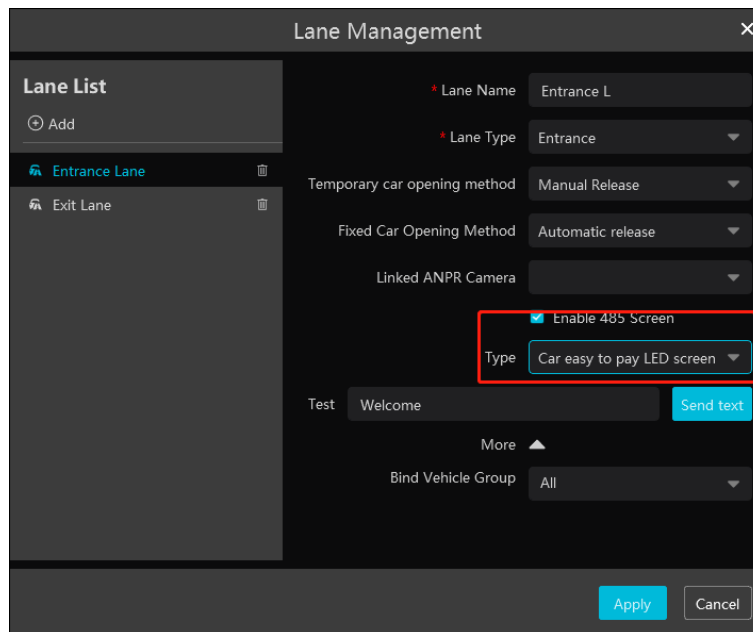 Lane Management
Lane List
Add
Entrance Lane
Exit Lane
* Lane Name Entrance L
* Lane Type Entrance
Temporary car opening method Manual Release
Fixed Car Opening Method Automatic release
Linked ANPR Camera
Enable 485 Screen
Type Car easy to pay LED screen
Test Welcome Send text
More
Bind Vehicle Group All
Apply Cancel